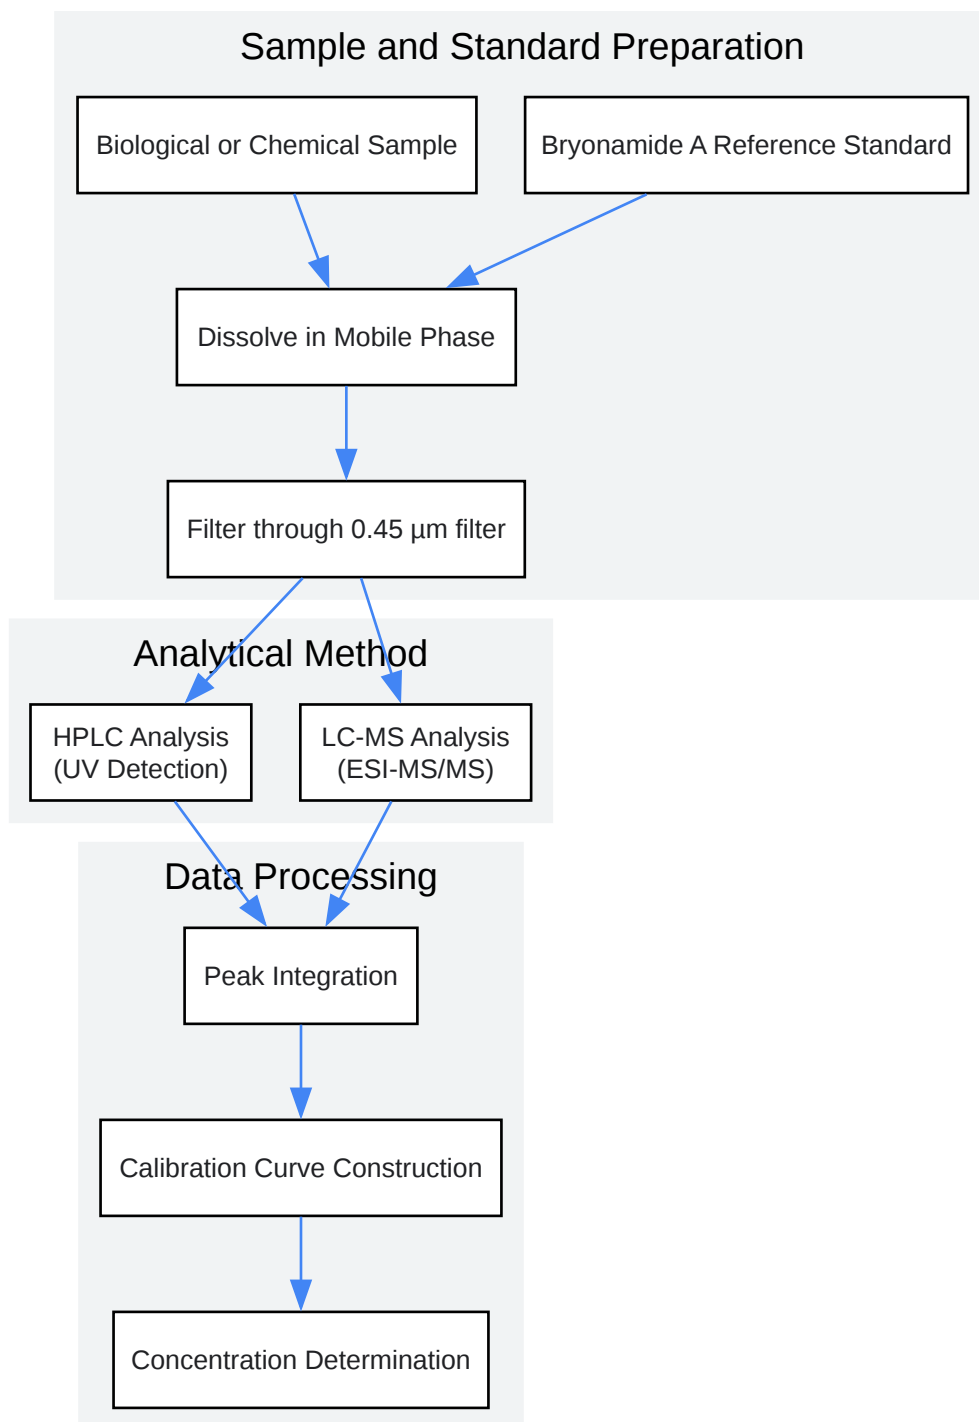 Sample and Standard Preparation
Biological or Chemical Sample
Bryonamide A Reference Standard
Dissolve in Mobile Phase
Filter through 0.45 µm filter
Analytical Method
HPLC Analysis
(UV Detection)
LC-MS Analysis
(ESI-MS/MS)
Data Processing
Peak Integration
Calibration Curve Construction
Concentration Determination